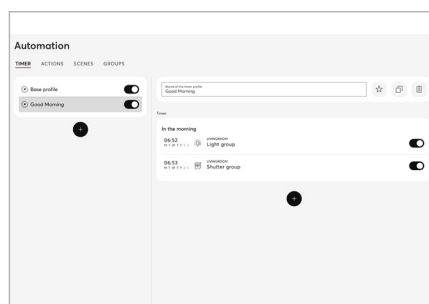 Automation
TIMER ACTIONS SCENES GROUPS
Base profile
Good Morning
Name of the timer profile
Good Morning
Timer
In the morning
06:52
LIVINGROOM
M T W T F S S
Light group
06:53
LIVINGROOM
M T W T F S S
Shutter group